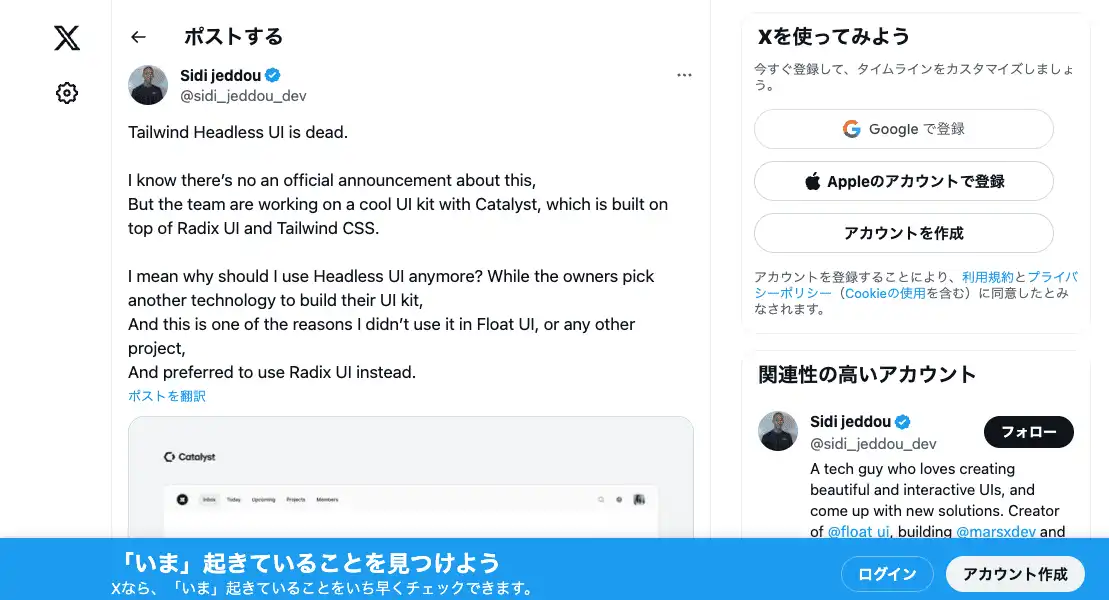 ポストする
Sidi jeddou
@sidi_jeddou_dev
Tailwind Headless UI is dead.
I know there’s no an official announcement about this,
But the team are working on a cool UI kit with Catalyst, which is built on
top of Radix UI and Tailwind CSS.
I mean why should I use Headless UI anymore? While the owners pick
another technology to build their UI kit,
And this is one of the reasons I didn’t use it in Float UI, or any other
project,
And preferred to use Radix UI instead.
ポストを翻訳
Catalyst
Inbox Today Upcoming Projects Members
Xを使ってみよう
今すぐ登録して、タイムラインをカスタマイズしましょ
う。
Google で登録
Appleのアカウントで登録
アカウントを作成
アカウントを登録することにより、利用規約とプライバ
シーポリシー（Cookieの使用を含む）に同意したとみ
なされます。
関連性の高いアカウント
Sidi jeddou
@sidi_jeddou_dev
フォロー
A tech guy who loves creating
beautiful and interactive UIs, and
come up with new solutions. Creator
of @float_ui, building @marsxdev and
「いま」起きていることを見つけよう
Xなら、「いま」起きていることをいち早くチェックできます。
ログイン
アカウント作成